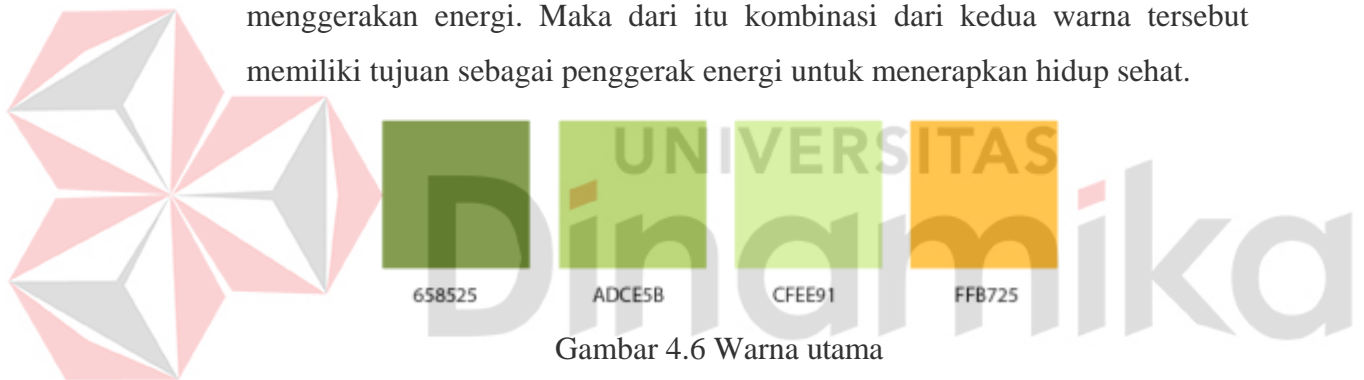 menggerakan energi. Maka dari itu kombinasi dari kedua warna tersebut
memiliki tujuan sebagai penggerak energi untuk menerapkan hidup sehat.
UNIVERSITAS
Dinamika
658525 ADCE5B CFEE91 FFB725
Gambar 4.6 Warna utama